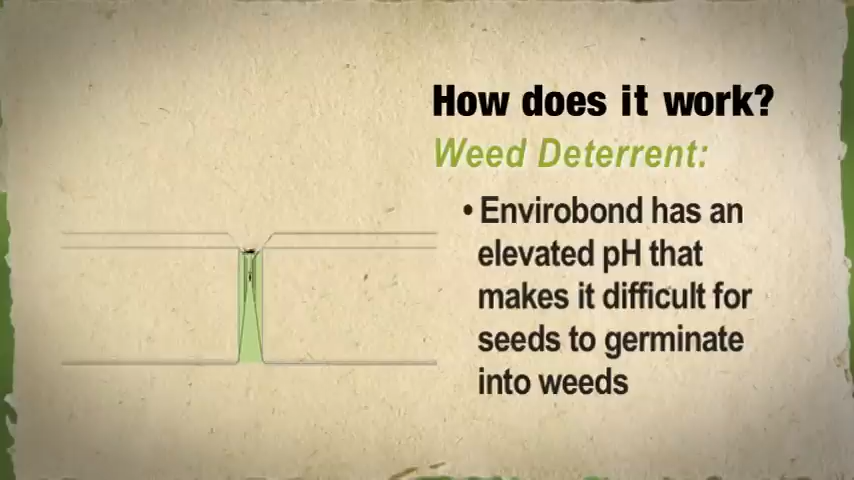 How does it work?
Weed Deterrent:
• Envirobond has an
elevated pH that
makes it difficult for
seeds to germinate
into weeds